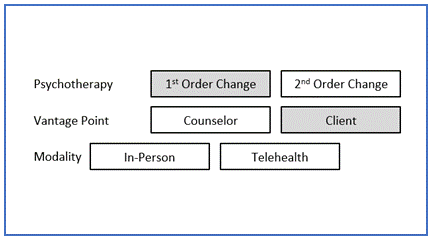 Psychotherapy 1st Order Change 2nd Order Change
Vantage Point Counselor Client
Modality In-Person Telehealth